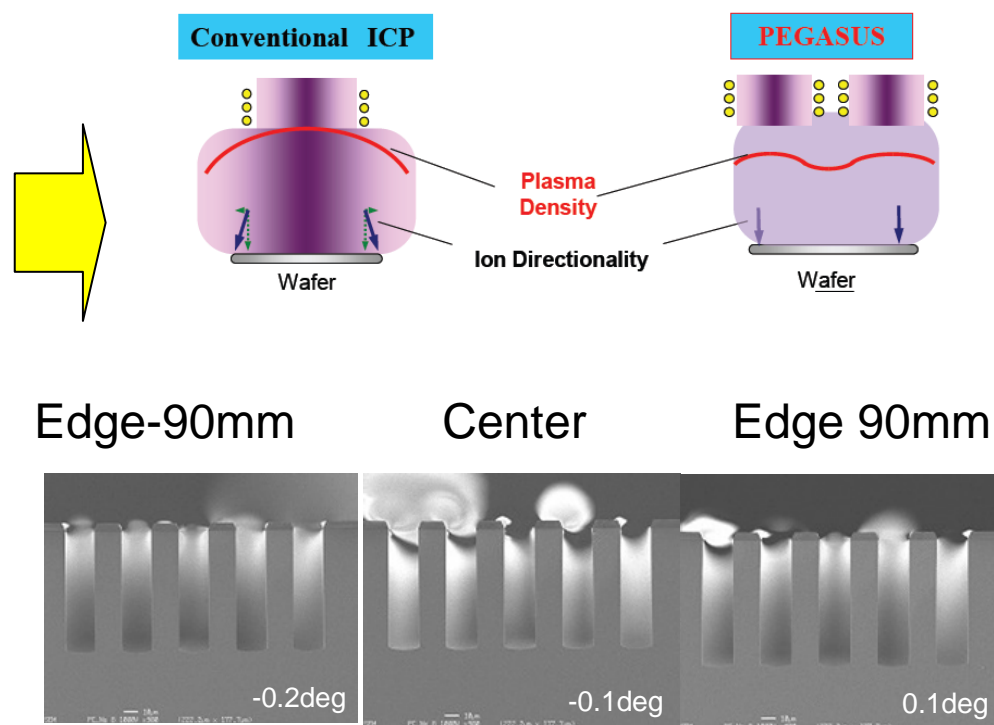 Conventional ICP
PEGASUS
Plasma
Density
Ion Directionality
Wafer
Wafer
Edge-90mm
Center
Edge 90mm
-0.2deg
-0.1deg
0.1deg